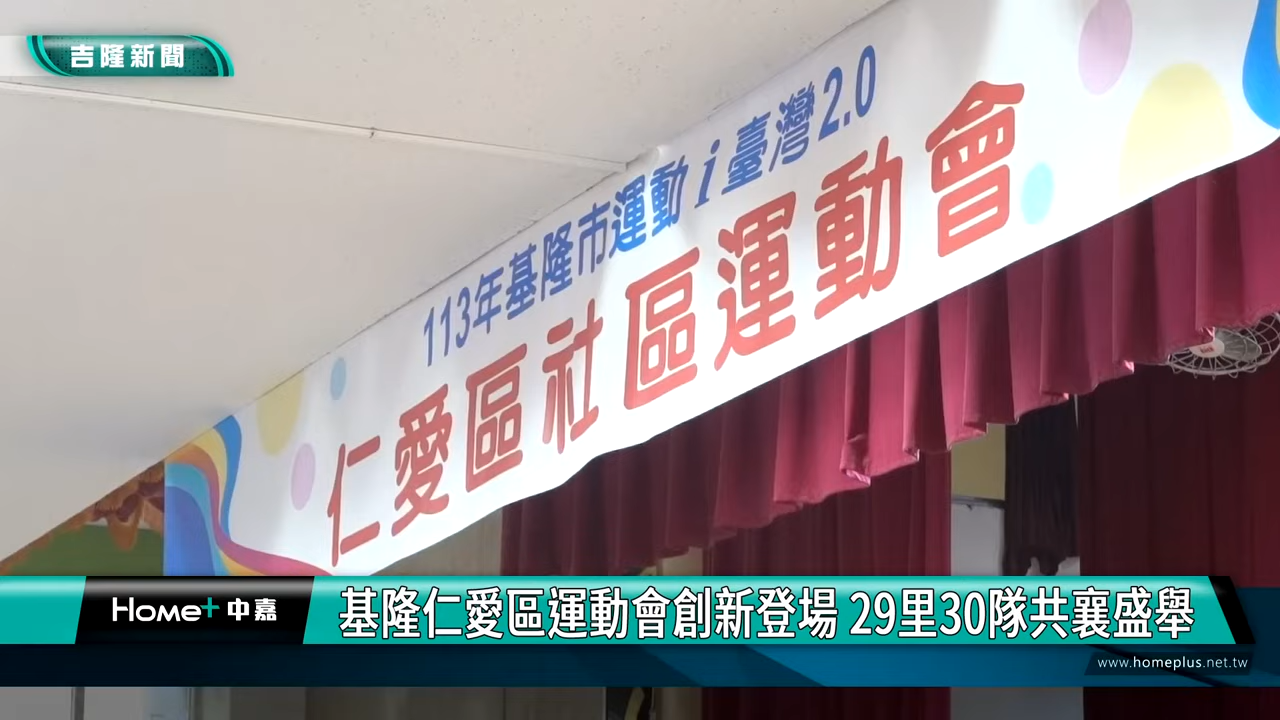 吉隆新聞
113年基隆市運動i臺灣2.0
仁愛區社區運動會
Home+中嘉
基隆仁愛區運動會創新登場 29里30隊共襄盛舉
www.homeplus.net.tw